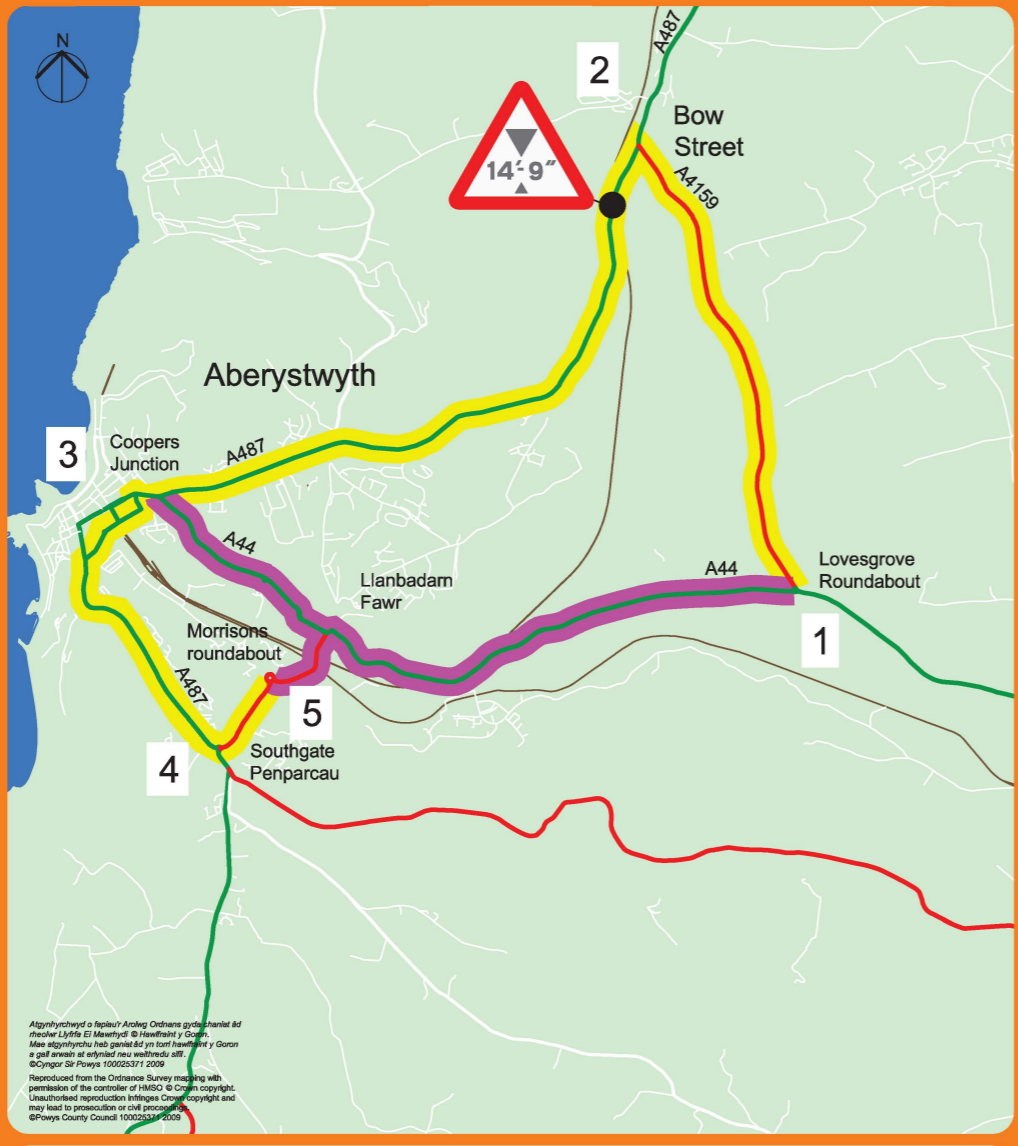 N
A487
2
Bow
Street
14'-9"
A4159
Aberystwyth
3
Coopers
Junction
A487
A44
Llanbadarn
Fawr
A44
Lovesgrove
Roundabout
1
Morrisons
roundabout
A487
5
Southgate
Penparcau
4
Atgynhyrchwyd o fapiau'r Arolwg Ordnans gyda chaniat âd
rheolwr Llyfrfa Ei Mawrhydi © Hawlfraint y Goron.
Mae atgynhyrchu heb ganiat âd yn torri hawlfraint y Goron
a gall arwain at erlyniad neu weithredu sifil.
©Cyngor Sir Powys 100025371 2009
Reproduced from the Ordnance Survey mapping with
permission of the controller of HMSO © Crown copyright.
Unauthorised reproduction infringes Crown copyright and
may lead to prosecution or civil proceedings.
©Powys County Council 100025371 2009